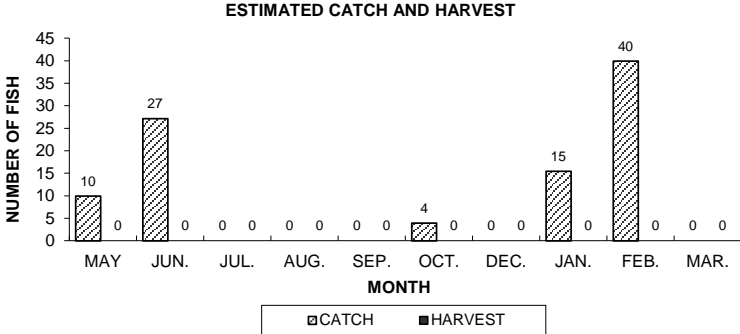 ESTIMATED CATCH AND HARVEST
NUMBER OF FISH
45
40
35
30
25
20
15
10
5
0
10 0 27 0 0 0 0 0 0 0 4 0 0 0 15 0 40 0 0 0
MAY JUN. JUL. AUG. SEP. OCT. DEC. JAN. FEB. MAR.
MONTH
CATCH HARVEST